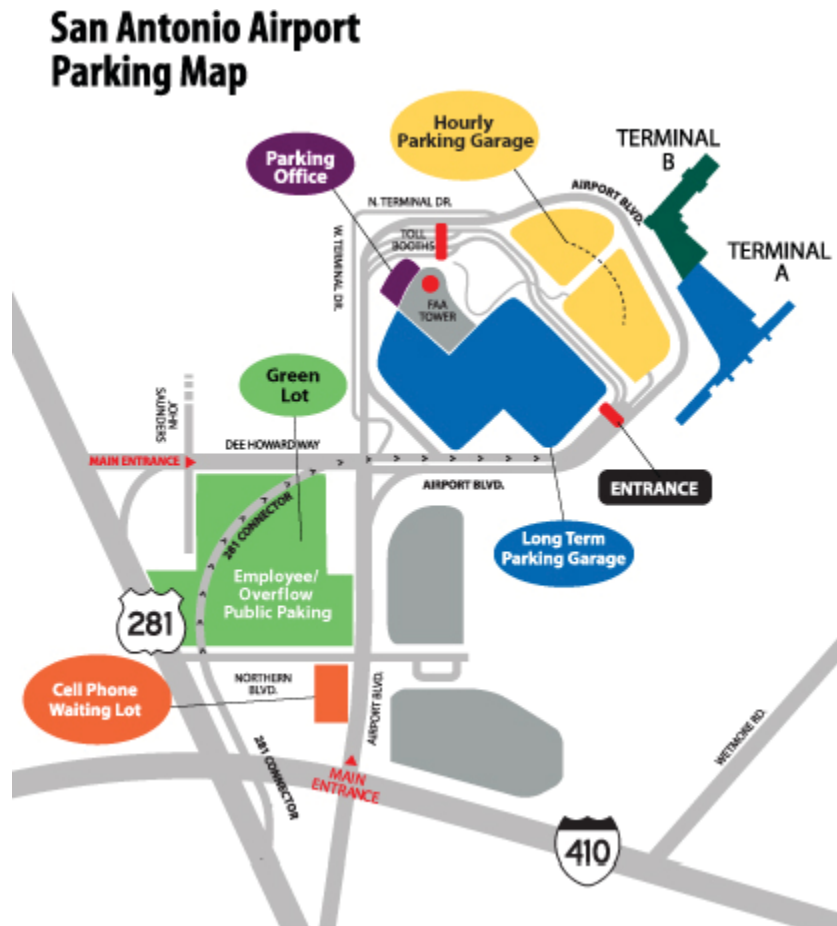 San Antonio Airport
Parking Map
Hourly
Parking Garage
TERMINAL
B
Parking
Office
AIRPORT BLVD.
N. TERMINAL DR.
TOLL
BOOTHS
W. TERMINAL DR.
TERMINAL
A
FAA
TOWER
Green
Lot
JOHN
SAUNDERS
DEE HOWARD WAY
MAIN ENTRANCE
AIRPORT BLVD.
ENTRANCE
281 CONNECTOR
Long Term
Parking Garage
Employee/
Overflow
Public Paking
281
NORTHERN
BLVD.
Cell Phone
Waiting Lot
AIRPORT BLVD.
WETMORE RD.
281 CONNECTOR
MAIN
ENTRANCE
410